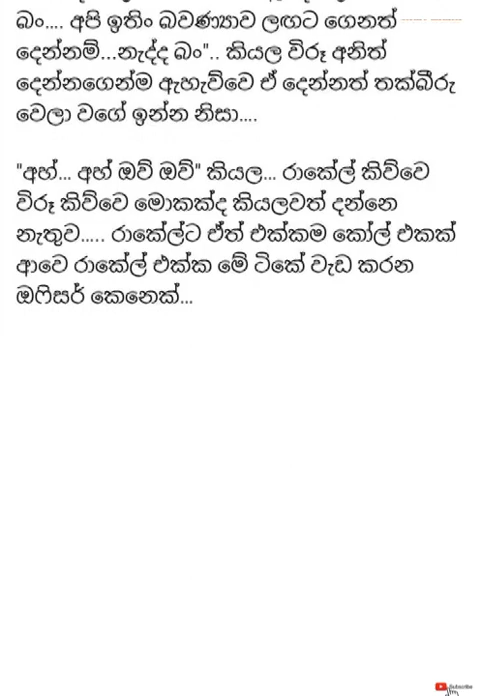 බං.... අපි ඉතිං බවණ්‍යාව ලඟට ගෙනත්
දෙන්නම්...නැද්ද බං".. කියල විරූ අනිත්
දෙන්නගෙන්ම ඇහැව්වෙ ඒ දෙන්නත් තක්බීරු
වෙලා වගේ ඉන්න නිසා....
"අහ්... අහ් ඔව් ඔව්" කියල... රාකේල් කිව්වෙ
විරූ කිව්වෙ මොකක්ද කියලවත් දන්නෙ
නැතුව..... රාකේල්ට ඒත් එක්කම කෝල් එකක්
ආවෙ රාකේල් එක්ක මේ ටිකේ වැඩ කරන
ඔෆිසර් කෙනෙක්...
Subscribe